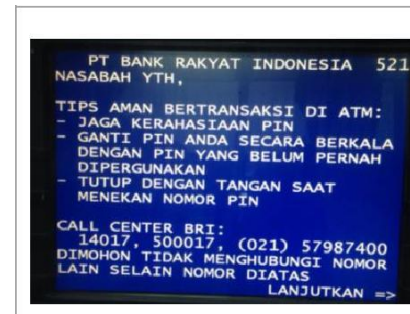 PT BANK RAKYAT INDONESIA 521
NASABAH YTH,
TIPS AMAN BERTRANSAKSI DI ATM:
- JAGA KERAHASIAAN PIN
- GANTI PIN ANDA SECARA BERKALA
DENGAN PIN YANG BELUM PERNAH
DIPERGUNAKAN
- TUTUP DENGAN TANGAN SAAT
MENEKAN NOMOR PIN
CALL CENTER BRI:
14017, 500017, (021) 57987400
DIMOHON TIDAK MENGHUBUNGI NOMOR
LAIN SELAIN NOMOR DIATAS
LANJUTKAN =>